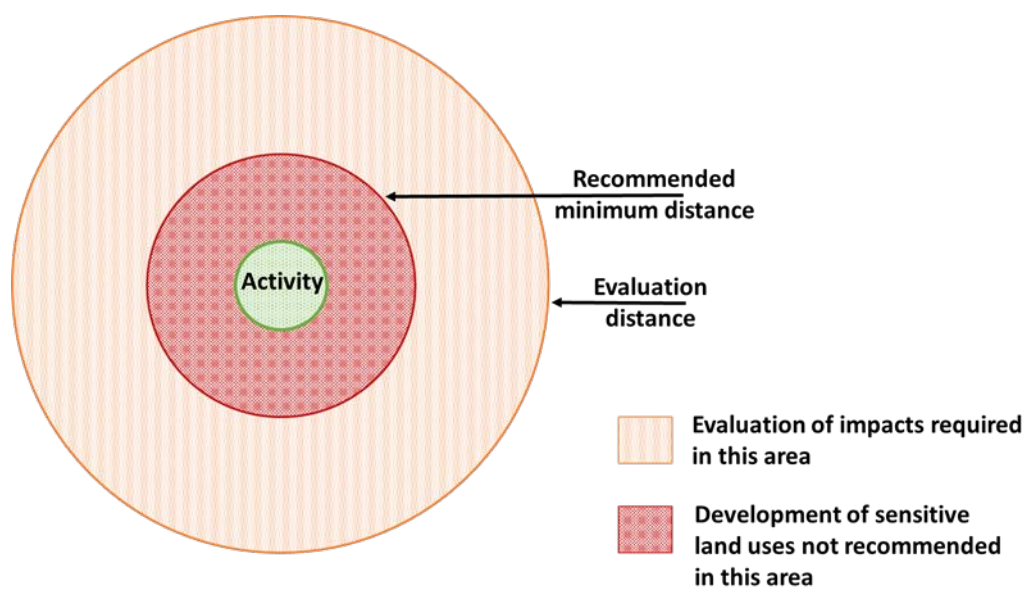 Recommended
minimum distance
Activity
Evaluation
distance
Evaluation of impacts required
in this area
Development of sensitive
land uses not recommended
in this area